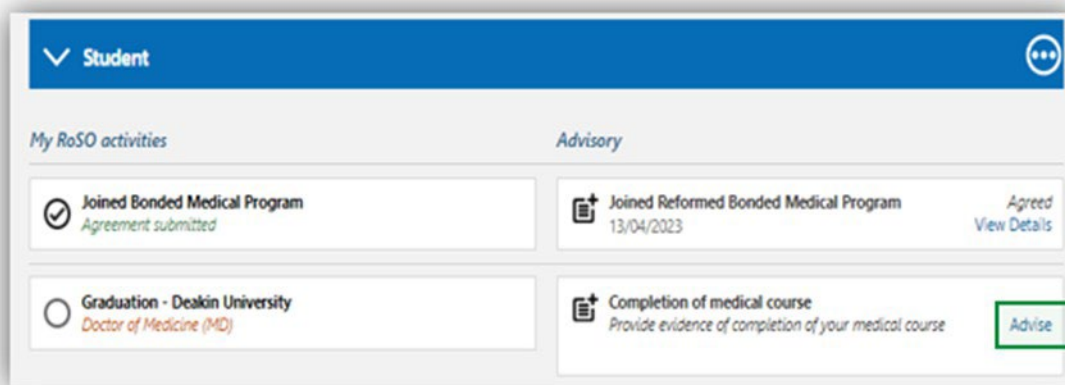 Student
My RoSO activities
Advisory
Joined Bonded Medical Program
Agreement submitted
Joined Reformed Bonded Medical Program
13/04/2023
Agreed
View Details
Graduation - Deakin University
Doctor of Medicine (MD)
Completion of medical course
Provide evidence of completion of your medical course
Advise